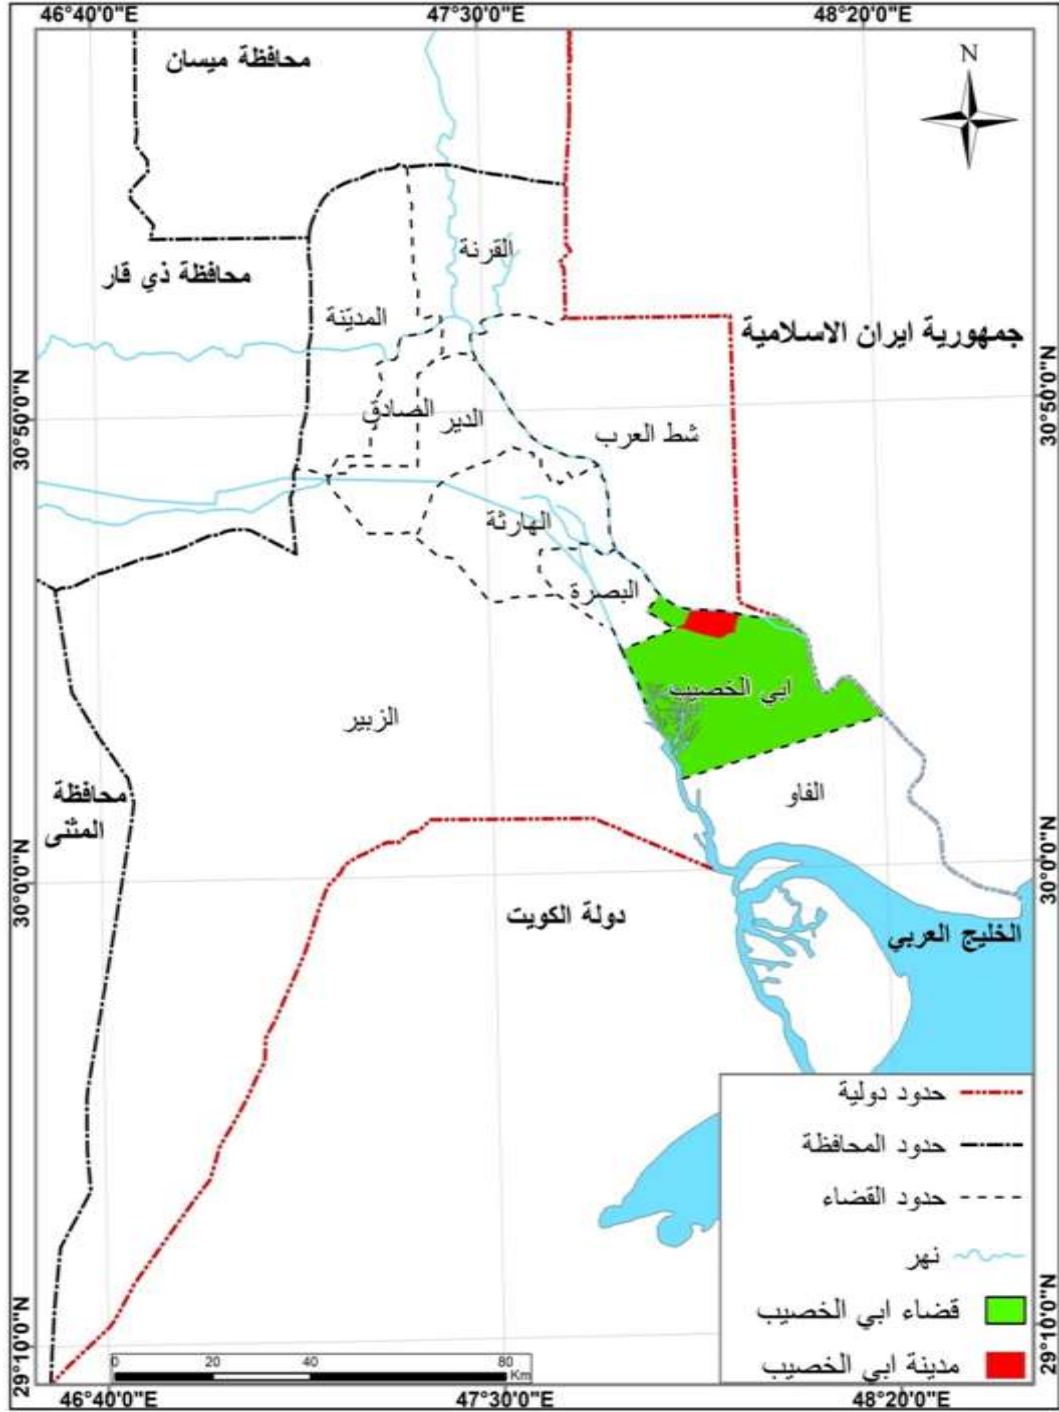 46°40'0"E
47°30'0"E
48°20'0"E
N
محافظة ميسان
القرنة
محافظة ذي قار
المديّنة
جمهورية ايران الاسلامية
30°50'0"N
30°50'0"N
الصادق
الدير
شط العرب
الهارثة
البصرة
ابي الخصيب
الزبير
محافظة
المثنى
الفاو
30°0'0"N
30°0'0"N
دولة الكويت
الخليج العربي
حدود دولية
حدود المحافظة
حدود القضاء
نهر
قضاء ابي الخصيب
مدينة ابي الخصيب
29°10'0"N
29°10'0"N
0 20 40 80
Km
46°40'0"E
47°30'0"E
48°20'0"E